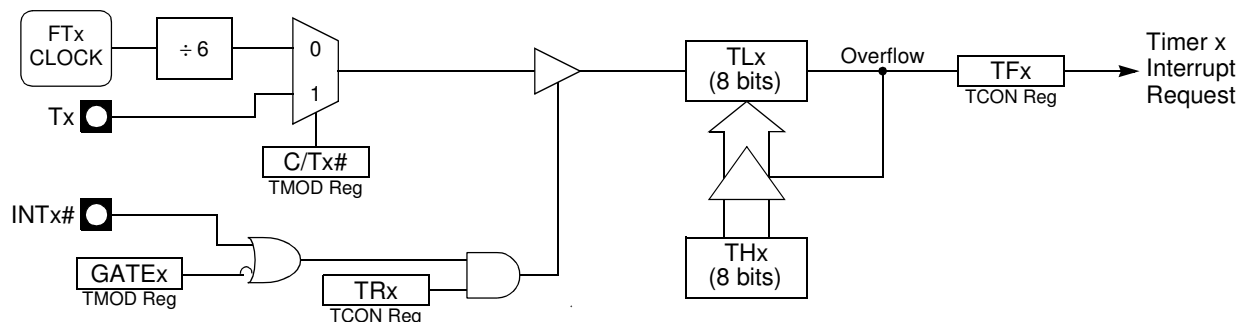 FTx
CLOCK
÷ 6
0
1
Tx
C/Tx#
TMOD Reg
INTx#
GATEx
TMOD Reg
TRx
TCON Reg
TLx
(8 bits)
Overflow
TFx
TCON Reg
Timer x
Interrupt
Request
THx
(8 bits)